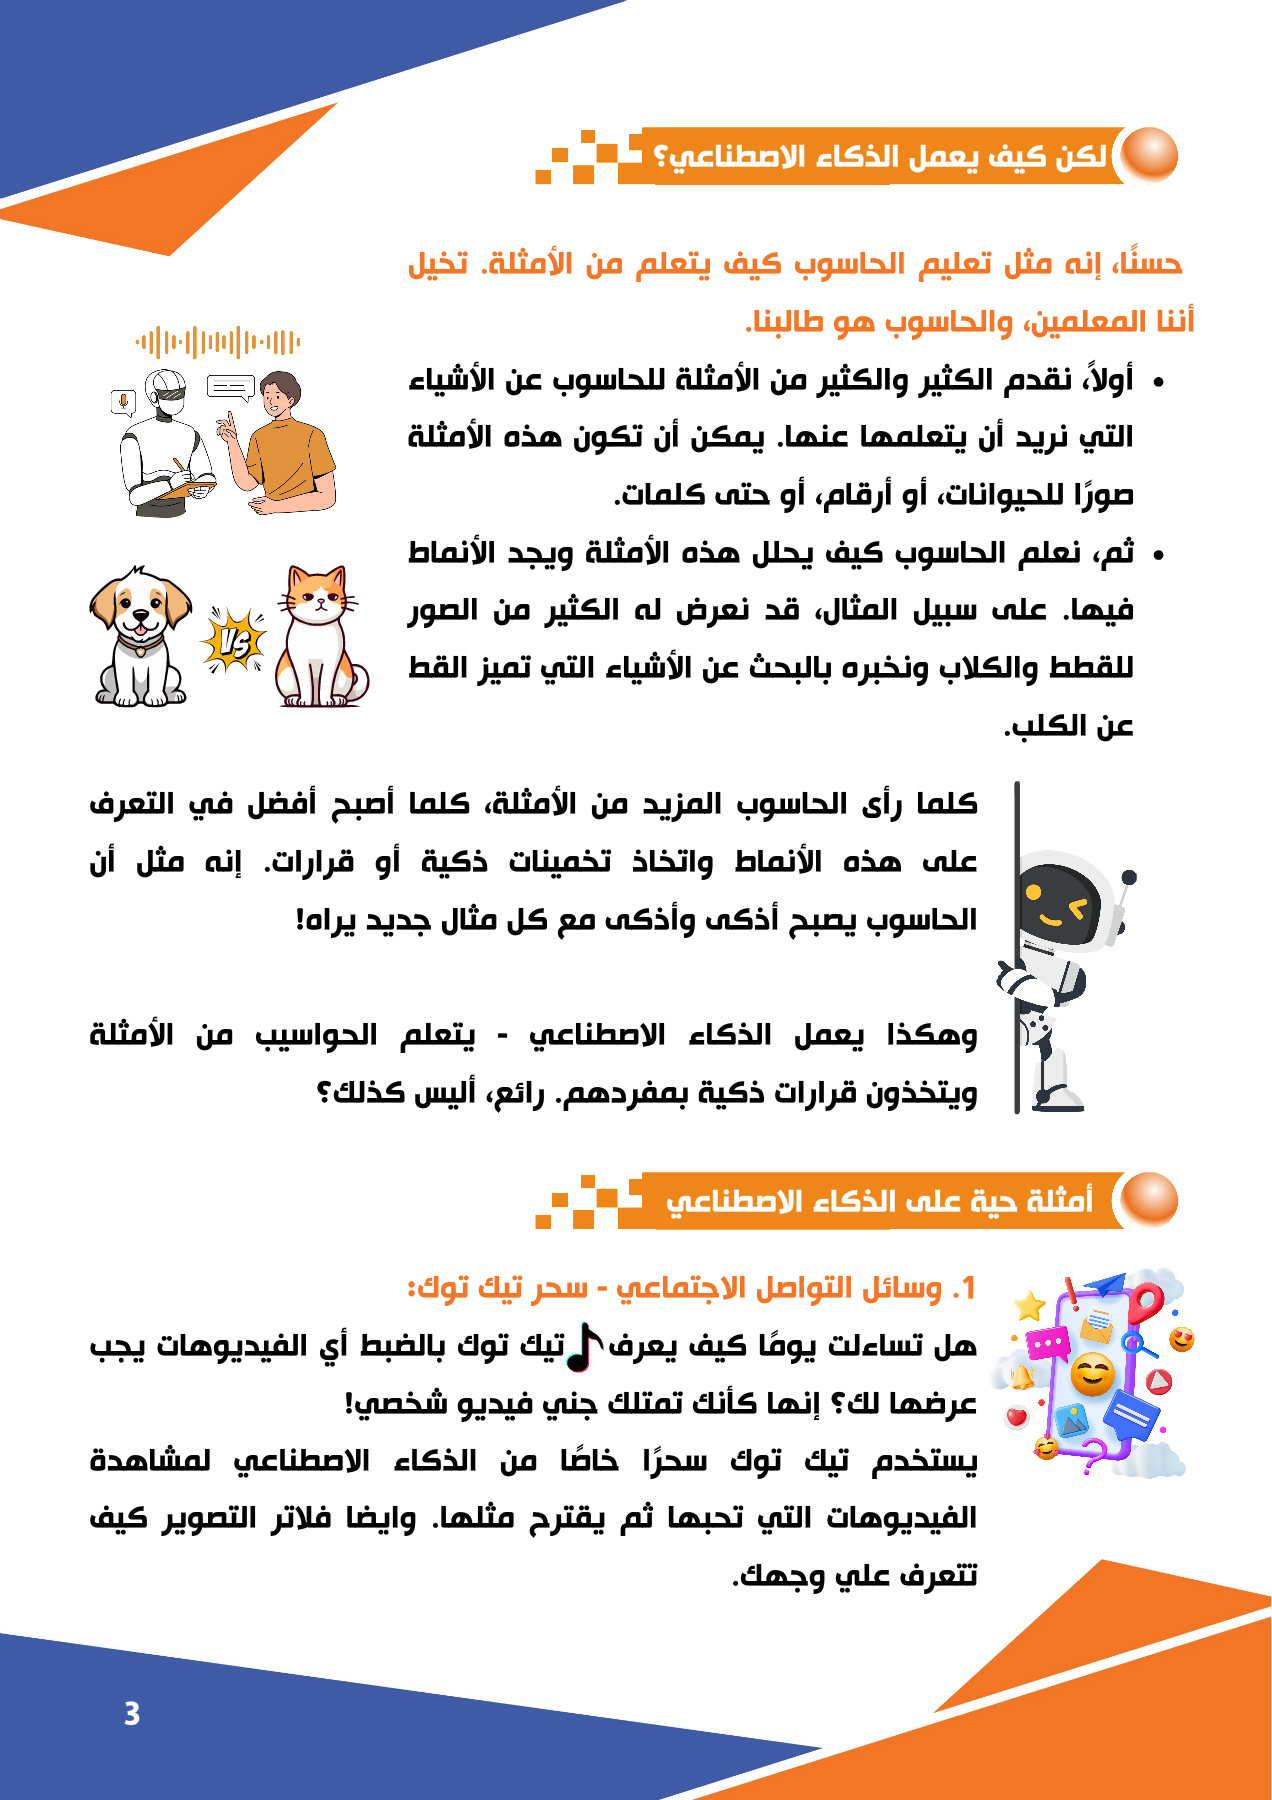 لكن كيف يعمل الذكاء الاصطناعي؟
حسنًا، إنه مثل تعليم الحاسوب كيف يتعلم من الأمثلة. تخيل
أننا المعلمين، والحاسوب هو طالبنا.
• أولاً، نقدم الكثير والكثير من الأمثلة للحاسوب عن الأشياء
التي نريد أن يتعلمها عنها. يمكن أن تكون هذه الأمثلة
صورًا للحيوانات، أو أرقام، أو حتى كلمات.
• ثم، نعلم الحاسوب كيف يحلل هذه الأمثلة ويجد الأنماط
فيها. على سبيل المثال، قد نعرض له الكثير من الصور
للقطط والكلاب ونخبره بالبحث عن الأشياء التي تميز القط
عن الكلب.
VS
كلما رأى الحاسوب المزيد من الأمثلة، كلما أصبح أفضل في التعرف
على هذه الأنماط واتخاذ تخمينات ذكية أو قرارات. إنه مثل أن
الحاسوب يصبح أذكى وأذكى مع كل مثال جديد يراه!
وهكذا يعمل الذكاء الاصطناعي - يتعلم الحواسيب من الأمثلة
ويتخذون قرارات ذكية بمفردهم. رائع، أليس كذلك؟
أمثلة حية على الذكاء الاصطناعي
1. وسائل التواصل الاجتماعي - سحر تيك توك:
هل تساءلت يومًا كيف يعرف تيك توك بالضبط أي الفيديوهات يجب
عرضها لك؟ إنها كأنك تمتلك جني فيديو شخصي!
يستخدم تيك توك سحرًا خاصًا من الذكاء الاصطناعي لمشاهدة
الفيديوهات التي تحبها ثم يقترح مثلها. وايضا فلاتر التصوير كيف
تتعرف علي وجهك.
3